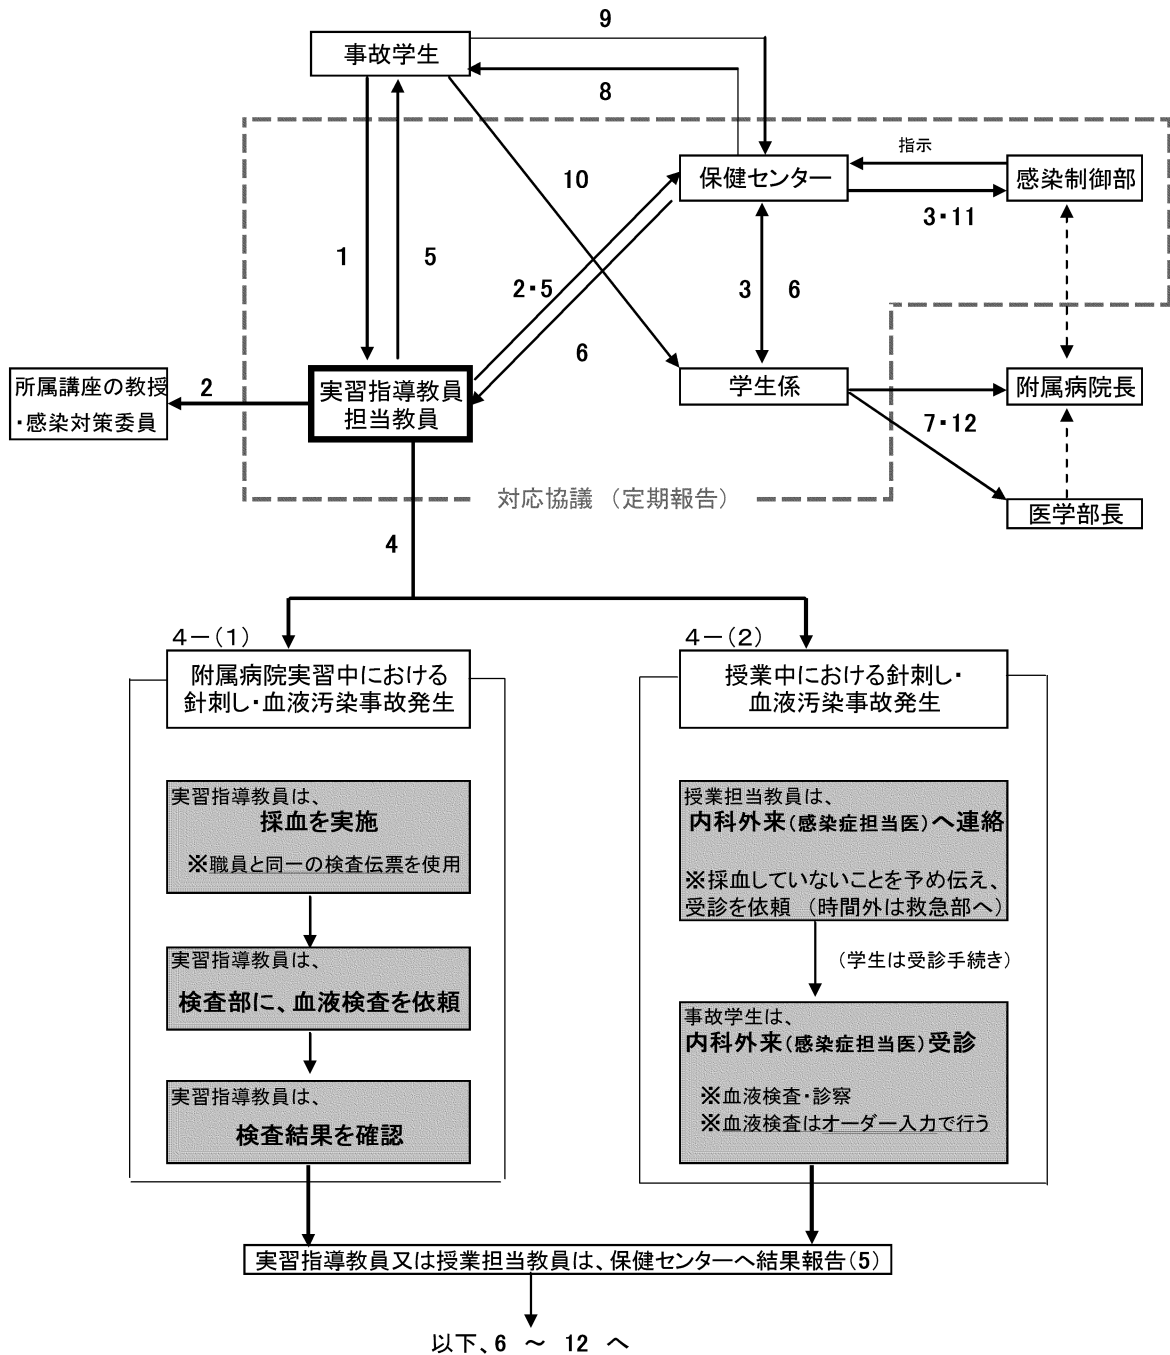 9
事故学生
8
指示
保健センター
感染制御部
10
3・11
1
5
2・5
3
6
6
所属講座の教授
・感染対策委員
2
実習指導教員
担当教員
学生係
附属病院長
7・12
対応協議 (定期報告)
医学部長
4
4-(1)
附属病院実習中における
針刺し・血液汚染事故発生
4-(2)
授業中における針刺し・
血液汚染事故発生
実習指導教員は、
採血を実施
※職員と同一の検査伝票を使用
実習指導教員は、
検査部に、血液検査を依頼
実習指導教員は、
検査結果を確認
授業担当教員は、
内科外来(感染症担当医)へ連絡
※採血していないことを予め伝え、
受診を依頼 (時間外は救急部へ)
(学生は受診手続き)
事故学生は、
内科外来(感染症担当医)受診
※血液検査・診察
※血液検査はオーダー入力で行う
実習指導教員又は授業担当教員は、保健センターへ結果報告(5)
以下、6 ~ 12 へ